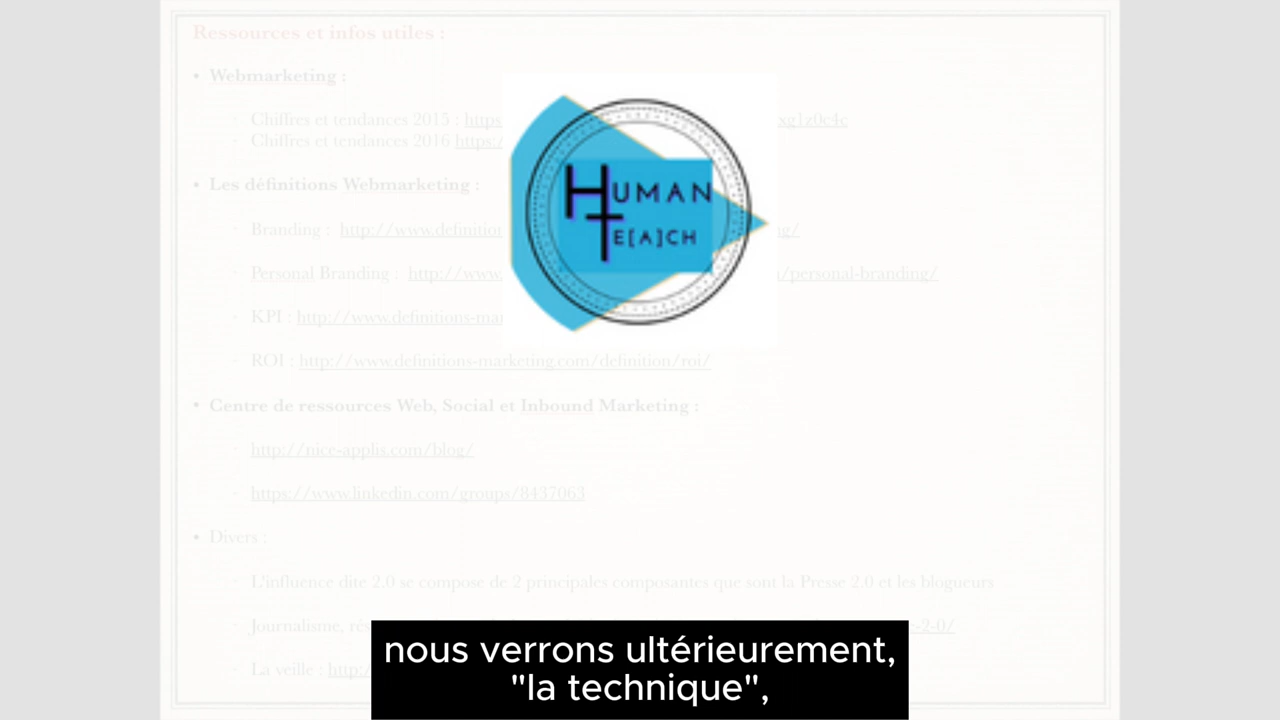 Ressources et infos utiles :
• Webmarketing :
- Chiffres et tendances 2015 : https
- Chiffres et tendances 2016 https:/
• Les définitions Webmarketing :
- Branding : http://www.definition
- Personal Branding : http://www. /personal-branding/
- KPI : http://www.definitions-mar
- ROI : http://www.definitions-marketing.com/definition/roi/
• Centre de ressources Web, Social et Inbound Marketing :
- http://nice-applis.com/blog/
- https://www.linkedin.com/groups/8437063
• Divers :
- L'influence dite 2.0 se compose de 2 principales composantes que sont la Presse 2.0 et les blogueurs
- Journalisme, -2-0/
- La veille : http:/
HUMAN
TE[A]CH
nous verrons ultérieurement,
"la technique",